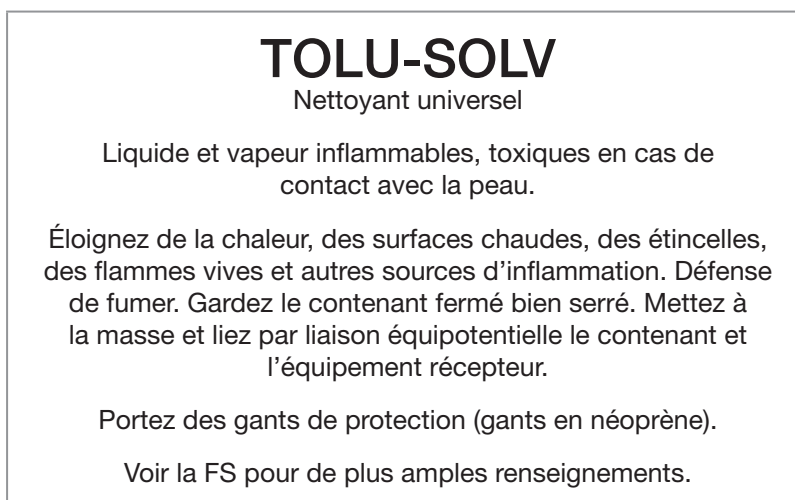 TOLU-SOLV
Nettoyant universel
Liquide et vapeur inflammables, toxiques en cas de
contact avec la peau.
Éloignez de la chaleur, des surfaces chaudes, des étincelles,
des flammes vives et autres sources d’inflammation. Défense
de fumer. Gardez le contenant fermé bien serré. Mettez à
la masse et liez par liaison équipotentielle le contenant et
l’équipement récepteur.
Portez des gants de protection (gants en néoprène).
Voir la FS pour de plus amples renseignements.